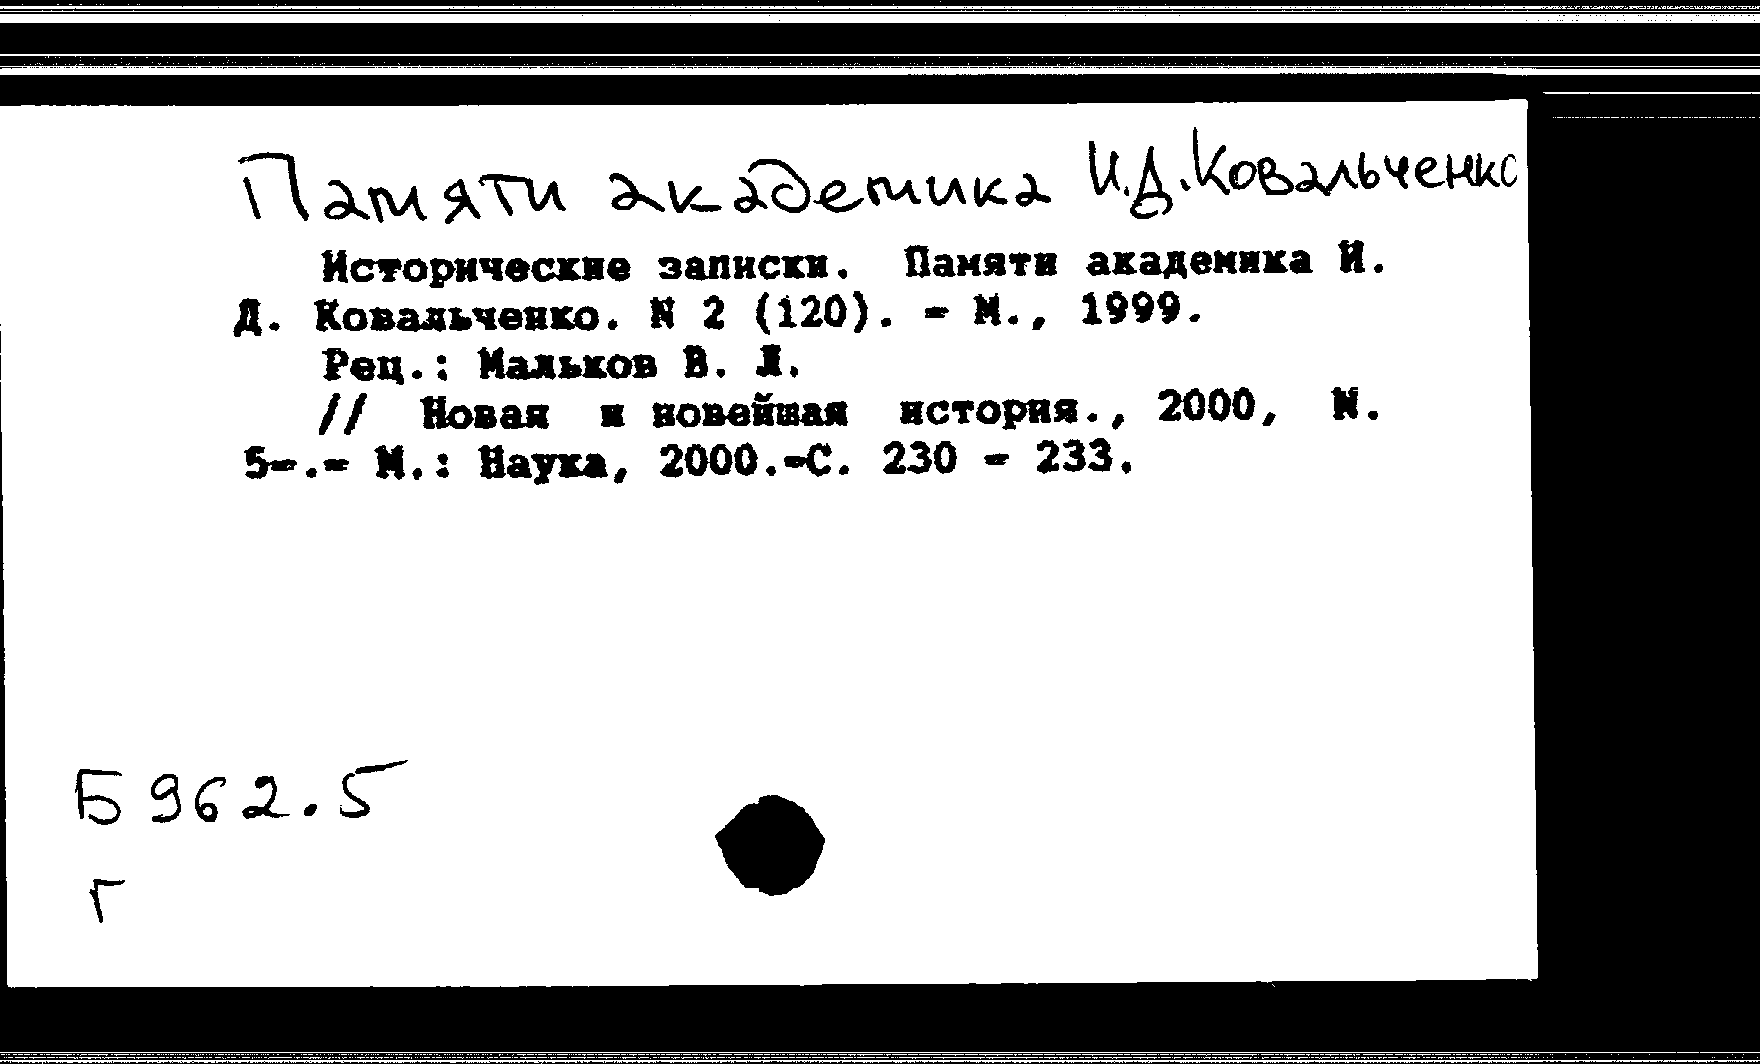 Памяти академика И.Д.Ковальченко
Исторические записки. Памяти академика И.
Д. Ковальченко. N 2 (120). - М., 1999.
Рец.: Мальков В. Л.
// Новая и новейшая история., 2000, N.
5-.- М.: Наука, 2000.-С. 230 - 233.
Б 962.5
Г